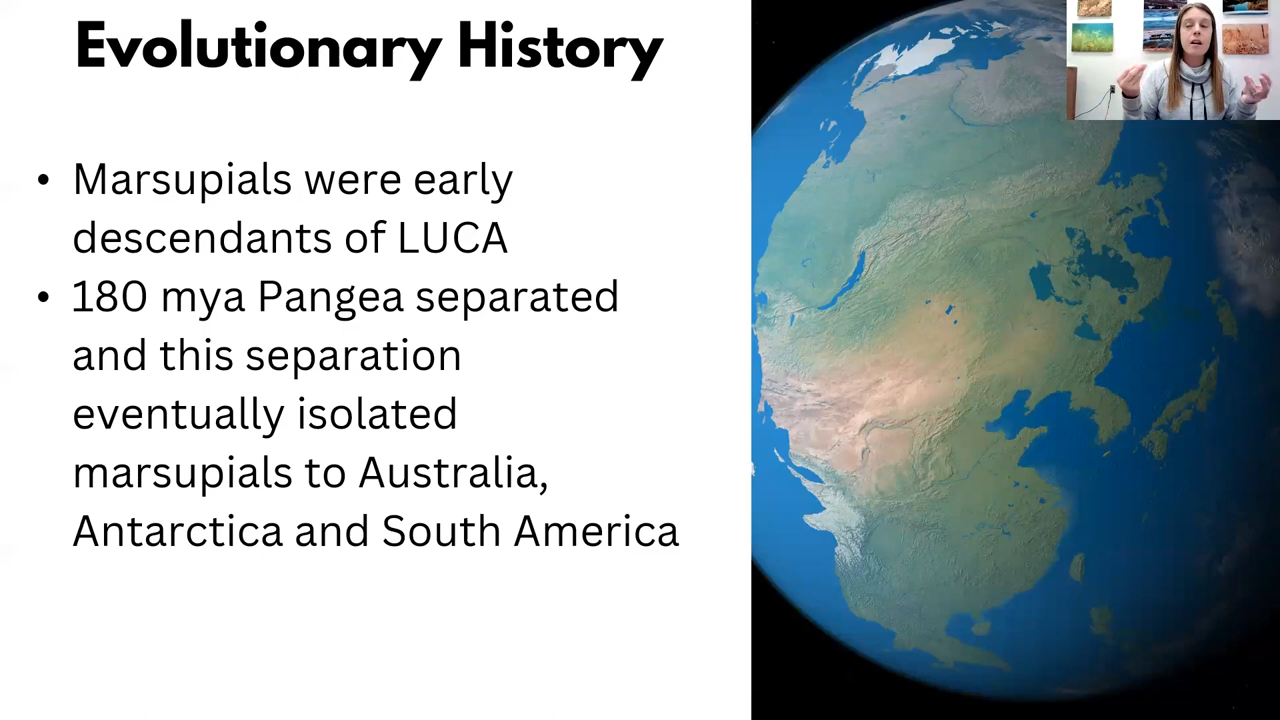 Evolutionary History
• Marsupials were early
descendants of LUCA
• 180 mya Pangea separated
and this separation
eventually isolated
marsupials to Australia,
Antarctica and South America